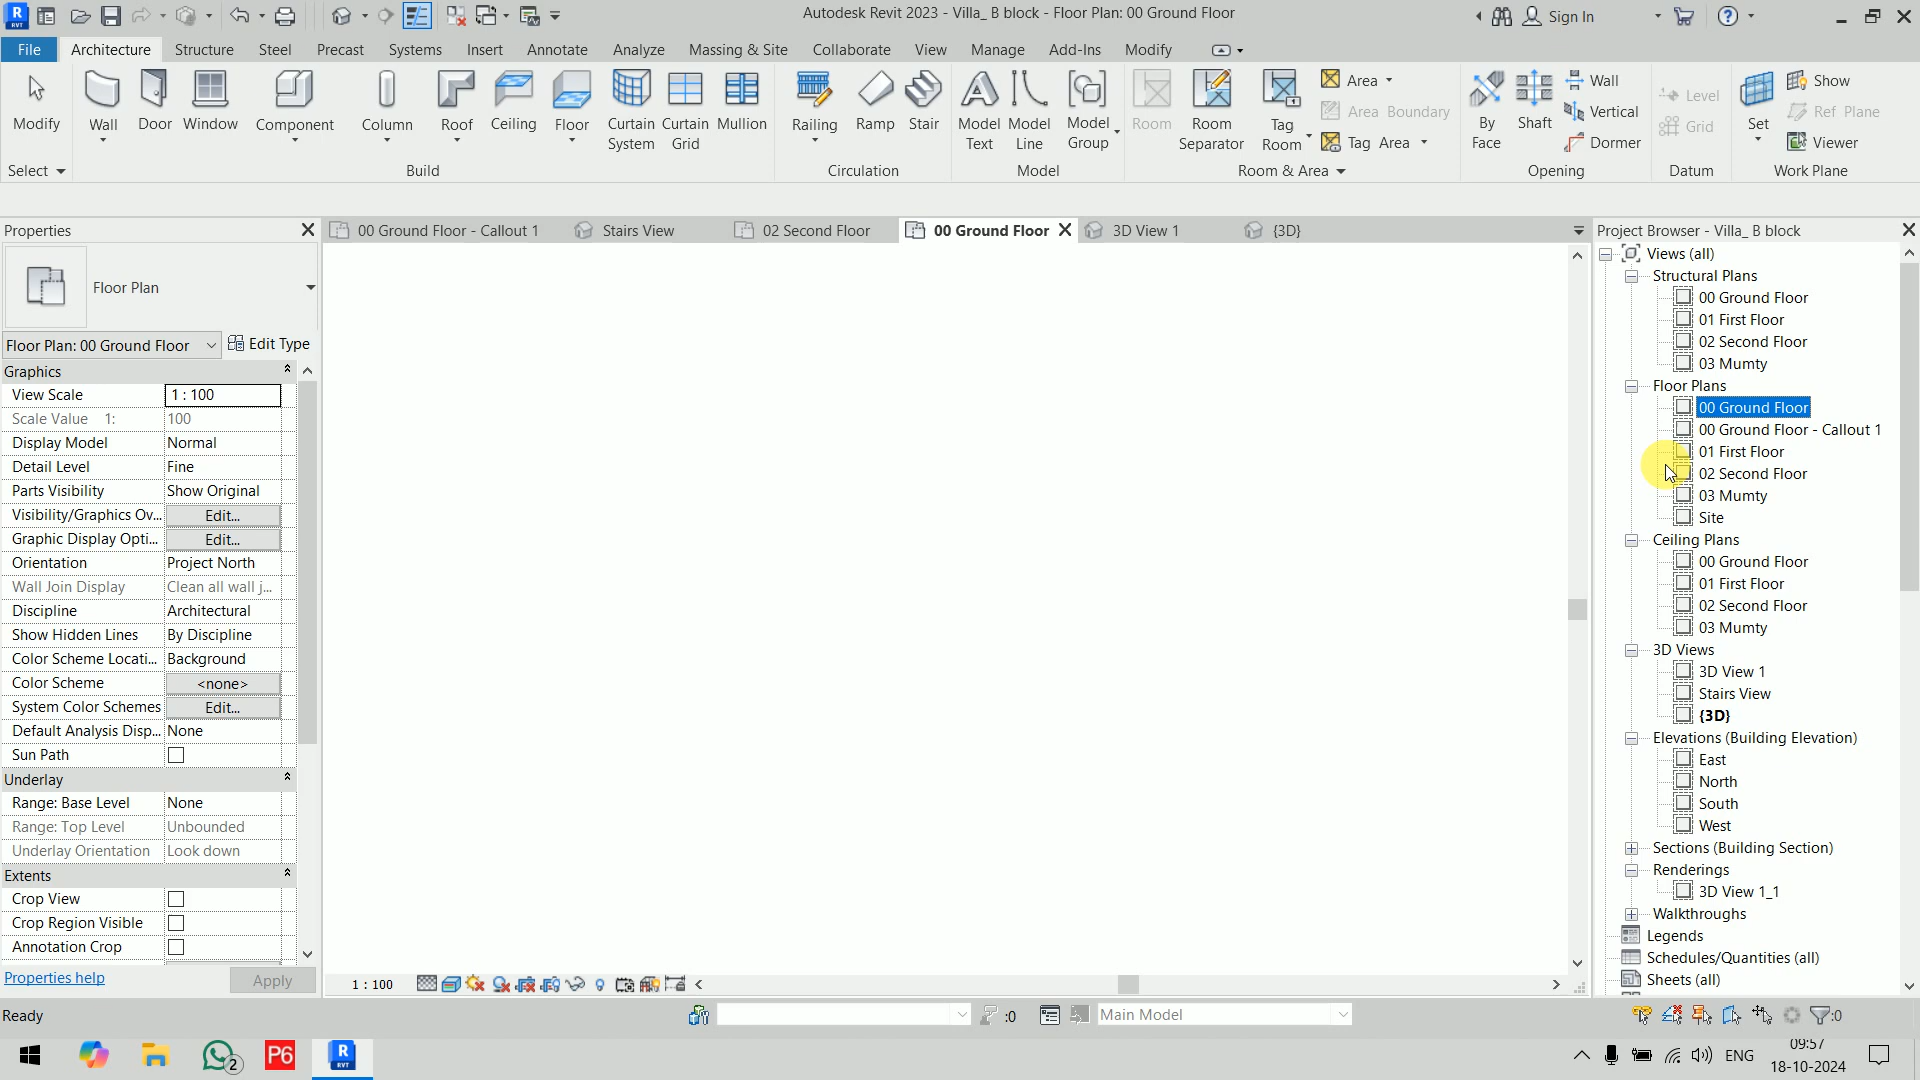 Autodesk Revit 2023 - Villa_ B block - Floor Plan: 00 Ground Floor
Sign In
File Architecture Structure Steel Precast Systems Insert Annotate Analyze Massing & Site Collaborate View Manage Add-Ins Modify
Modify
Wall
Door
Window
Component
Column
Roof
Ceiling
Floor
Curtain System
Curtain Grid
Mullion
Railing
Ramp
Stair
Model Text
Model Line
Model Group
Room
Room Separator
Tag Room
Area
Area Boundary
Tag Area
By Face
Shaft
Wall
Vertical
Dormer
Level
Grid
Set
Show
Ref Plane
Viewer
Select
Build
Circulation
Model
Room & Area
Opening
Datum
Work Plane
Properties
00 Ground Floor - Callout 1
Stairs View
02 Second Floor
00 Ground Floor
3D View 1
{3D}
Project Browser - Villa_ B block
Floor Plan
Floor Plan: 00 Ground Floor
Edit Type
Graphics
View Scale 1 : 100
Scale Value 1: 100
Display Model Normal
Detail Level Fine
Parts Visibility Show Original
Visibility/Graphics Ov... Edit...
Graphic Display Opti... Edit...
Orientation Project North
Wall Join Display Clean all wall j...
Discipline Architectural
Show Hidden Lines By Discipline
Color Scheme Locati... Background
Color Scheme <none>
System Color Schemes Edit...
Default Analysis Disp... None
Sun Path
Underlay
Range: Base Level None
Range: Top Level Unbounded
Underlay Orientation Look down
Extents
Crop View
Crop Region Visible
Annotation Crop
Properties help
Apply
Views (all)
Structural Plans
00 Ground Floor
01 First Floor
02 Second Floor
03 Mumty
Floor Plans
00 Ground Floor
00 Ground Floor - Callout 1
01 First Floor
02 Second Floor
03 Mumty
Site
Ceiling Plans
00 Ground Floor
01 First Floor
02 Second Floor
03 Mumty
3D Views
3D View 1
Stairs View
{3D}
Elevations (Building Elevation)
East
North
South
West
Sections (Building Section)
Renderings
3D View 1_1
Walkthroughs
Legends
Schedules/Quantities (all)
Sheets (all)
1 : 100
Ready
:0
Main Model
:0
2
P6
R
RVT
ENG
09:57
18-10-2024